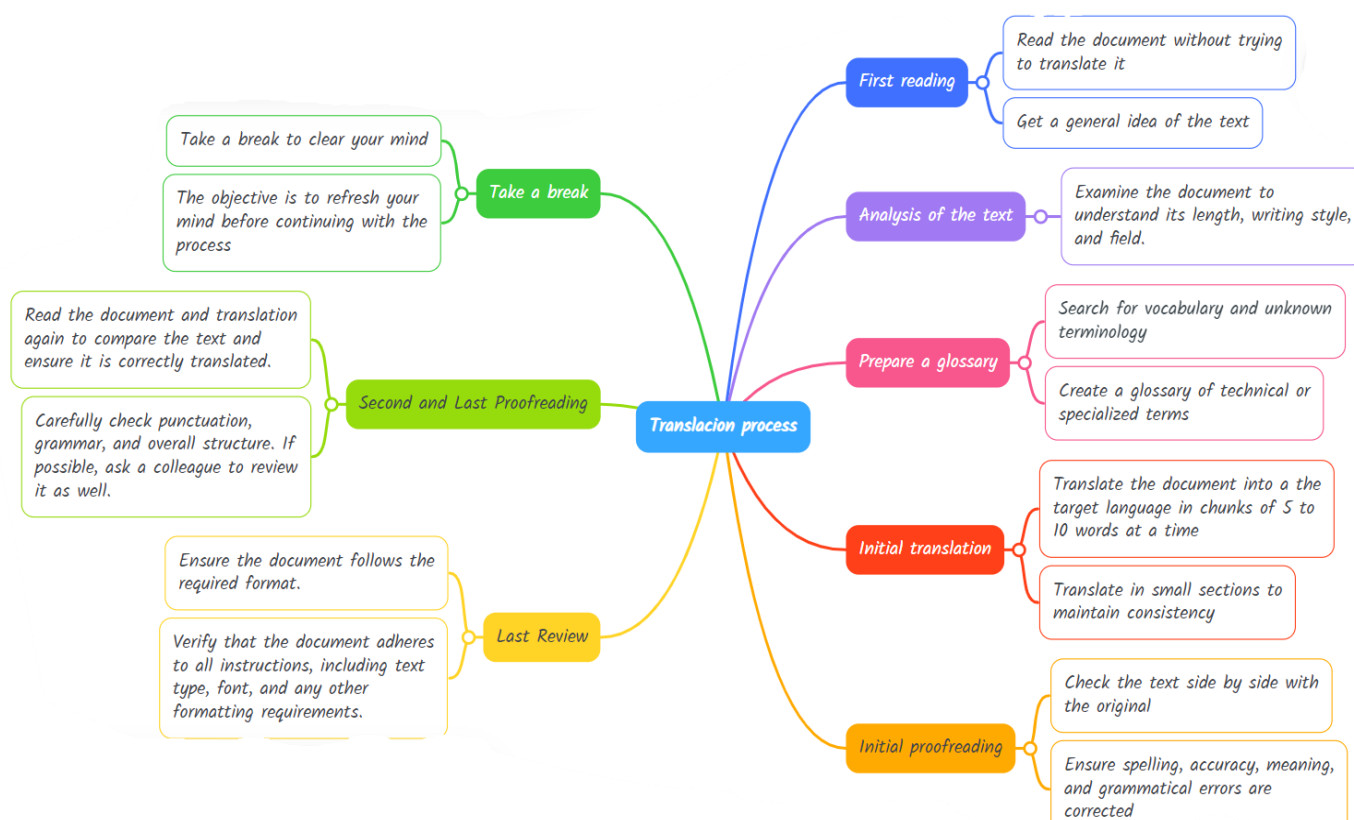 Translacion process
First reading
Read the document without trying
to translate it
Get a general idea of the text
Analysis of the text
Examine the document to
understand its length, writing style,
and field.
Prepare a glossary
Search for vocabulary and unknown
terminology
Create a glossary of technical or
specialized terms
Initial translation
Translate the document into a the
target language in chunks of 5 to
10 words at a time
Translate in small sections to
maintain consistency
Initial proofreading
Check the text side by side with
the original
Ensure spelling, accuracy, meaning,
and grammatical errors are
corrected
Take a break
Take a break to clear your mind
The objective is to refresh your
mind before continuing with the
process
Second and Last Proofreading
Read the document and translation
again to compare the text and
ensure it is correctly translated.
Carefully check punctuation,
grammar, and overall structure. If
possible, ask a colleague to review
it as well.
Last Review
Ensure the document follows the
required format.
Verify that the document adheres
to all instructions, including text
type, font, and any other
formatting requirements.